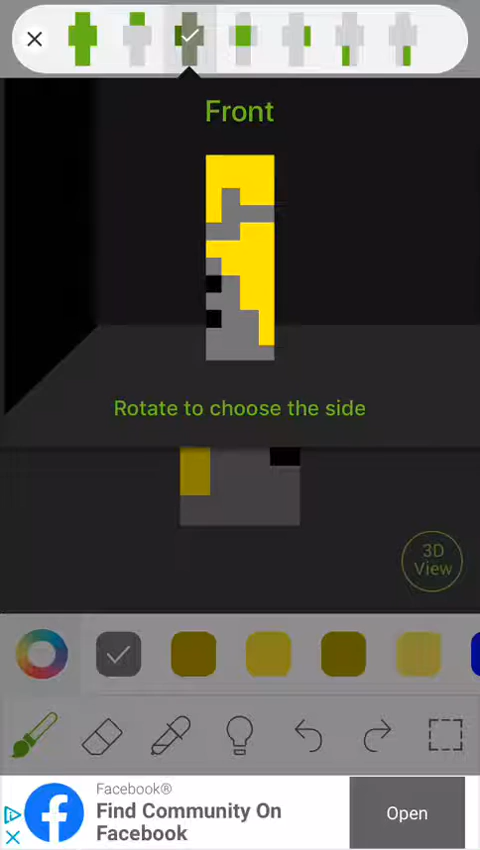 Front
Rotate to choose the side
3D
View
Facebook®
Find Community On
Facebook
Open